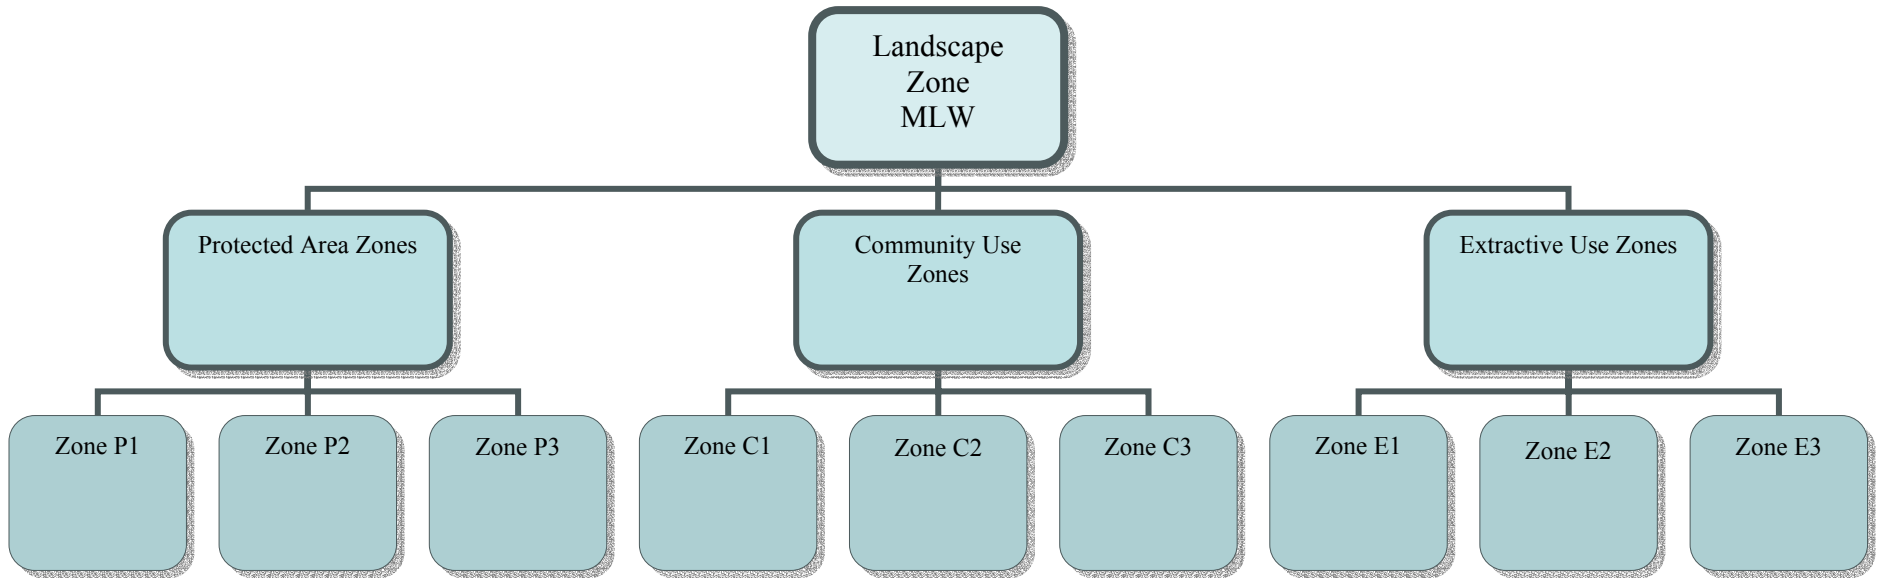 Landscape
Zone
MLW
Protected Area Zones
Community Use
Zones
Extractive Use Zones
Zone P1
Zone P2
Zone P3
Zone C1
Zone C2
Zone C3
Zone E1
Zone E2
Zone E3